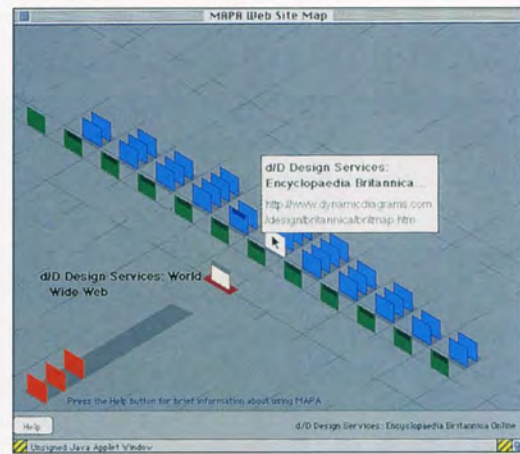 MAPA Web Site Map
d/D Design Services:
Encyclopaedia Britannica...
http://www.dynamicdiagrams.com
/design/britannica/britmap.htm
d/D Design Services: World
Wide Web
Press the Help button for brief information about using MAPA
Help
d/D Design Services: Encyclopaedia Britannica Online
Unsigned Java Applet Window